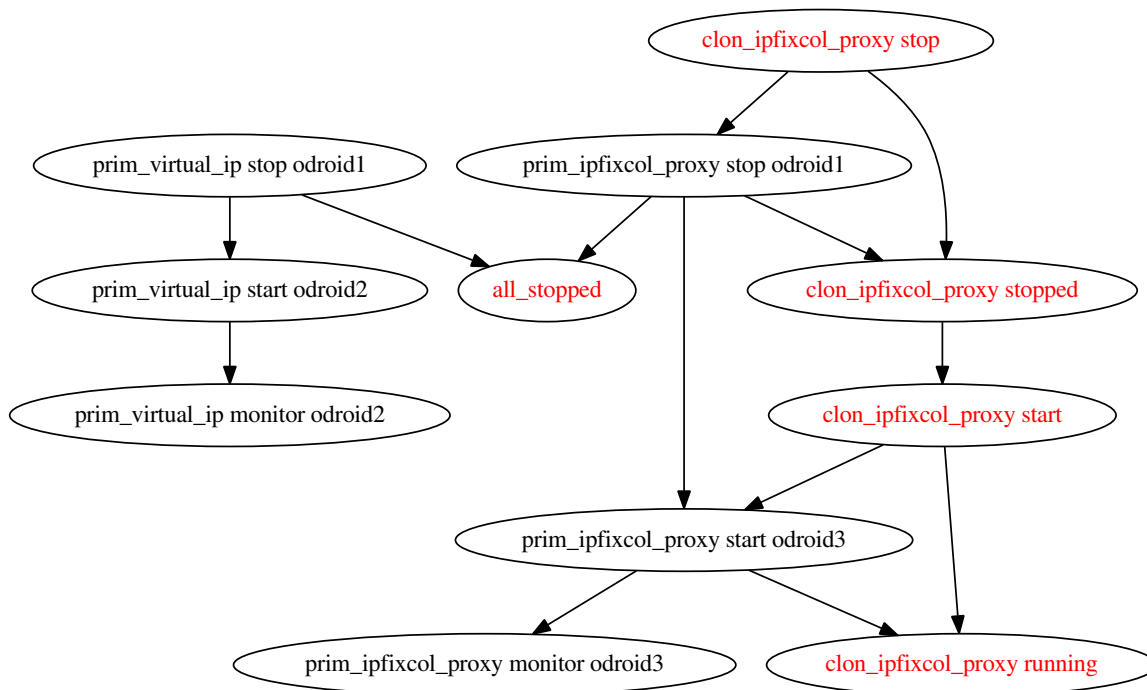 clon_ipfixcol_proxy stop
prim_virtual_ip stop odroid1
prim_ipfixcol_proxy stop odroid1
prim_virtual_ip start odroid2
all_stopped
clon_ipfixcol_proxy stopped
prim_virtual_ip monitor odroid2
clon_ipfixcol_proxy start
prim_ipfixcol_proxy start odroid3
prim_ipfixcol_proxy monitor odroid3
clon_ipfixcol_proxy running